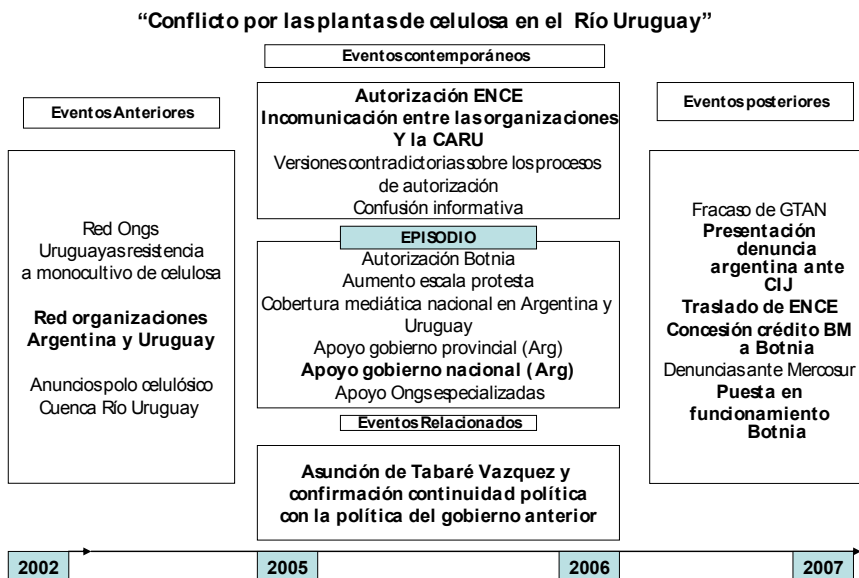 “Conflicto por las plantas de celulosa en el Río Uruguay”
Eventos Anteriores
Red Ongs
Uruguayas resistencia
a monocultivo de celulosa
Red organizaciones
Argentina y Uruguay
Anuncios polo celulósico
Cuenca Río Uruguay
Eventos contemporáneos
Autorización ENCE
Incomunicación entre las organizaciones
Y la CARU
Versiones contradictorias sobre los procesos
de autorización
Confusión informativa
EPISODIO
Autorización Botnia
Aumento escala protesta
Cobertura mediática nacional en Argentina y
Uruguay
Apoyo gobierno provincial (Arg)
Apoyo gobierno nacional (Arg)
Apoyo Ongs especializadas
Eventos Relacionados
Asunción de Tabaré Vazquez y
confirmación continuidad política
con la política del gobierno anterior
Eventos posteriores
Fracaso de GTAN
Presentación
denuncia
argentina ante
CIJ
Traslado de ENCE
Concesión crédito BM
a Botnia
Denuncias ante Mercosur
Puesta en
funcionamiento
Botnia
2002
2005
2006
2007